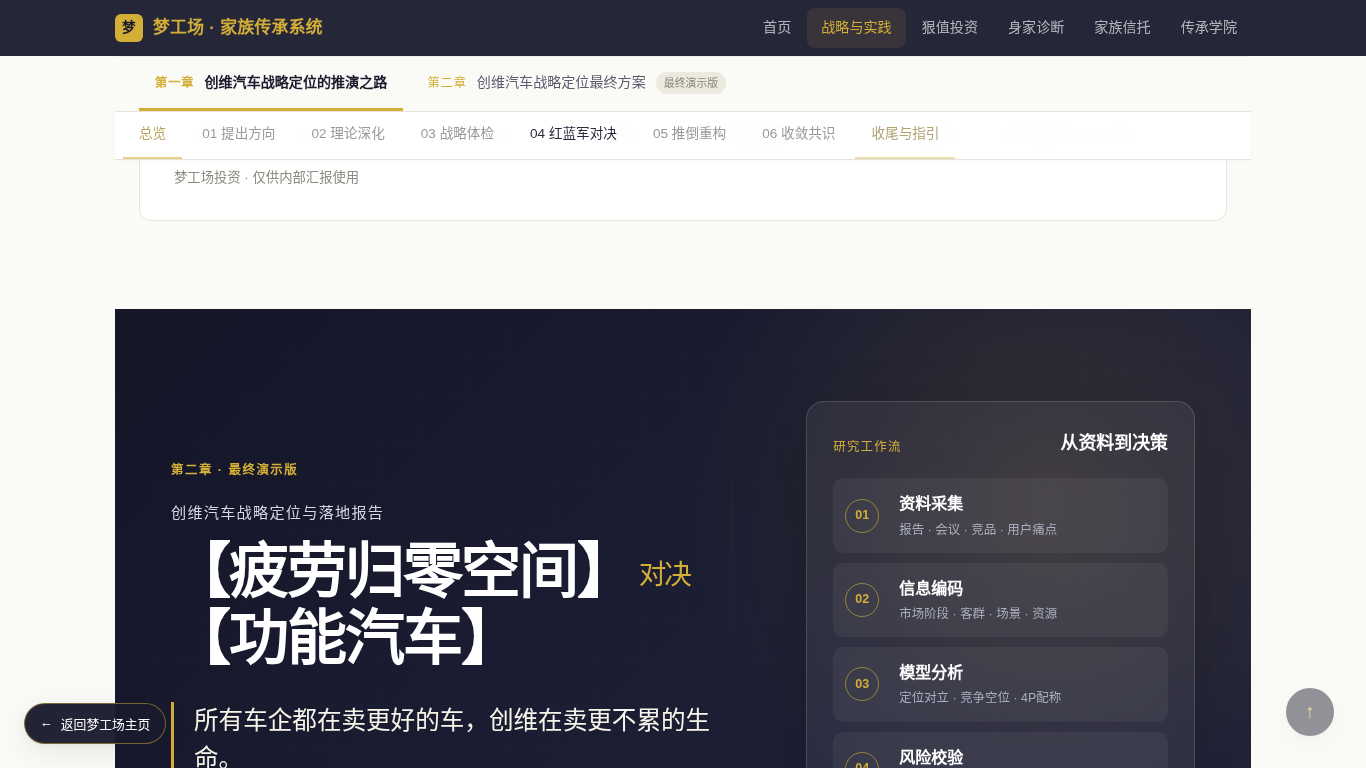 梦 梦工场 · 家族传承系统 首页 战略与实践 狠值投资 身家诊断 家族信托 传承学院
第一章 创维汽车战略定位的推演之路 第二章 创维汽车战略定位最终方案 最终演示版
总览 01 提出方向 02 理论深化 03 战略体检 04 红蓝军对决 05 推倒重构 06 收敛共识 收尾与指引
梦工场投资 · 仅供内部汇报使用
第二章 · 最终演示版
创维汽车战略定位与落地报告
【疲劳归零空间】 对决
【功能汽车】
所有车企都在卖更好的车，创维在卖更不累的生
命。
研究工作流 从资料到决策
01 资料采集
报告 · 会议 · 竞品 · 用户痛点
02 信息编码
市场阶段 · 客群 · 场景 · 资源
03 模型分析
定位对立 · 竞争空位 · 4P配称
04 风险校验
← 返回梦工场主页
↑